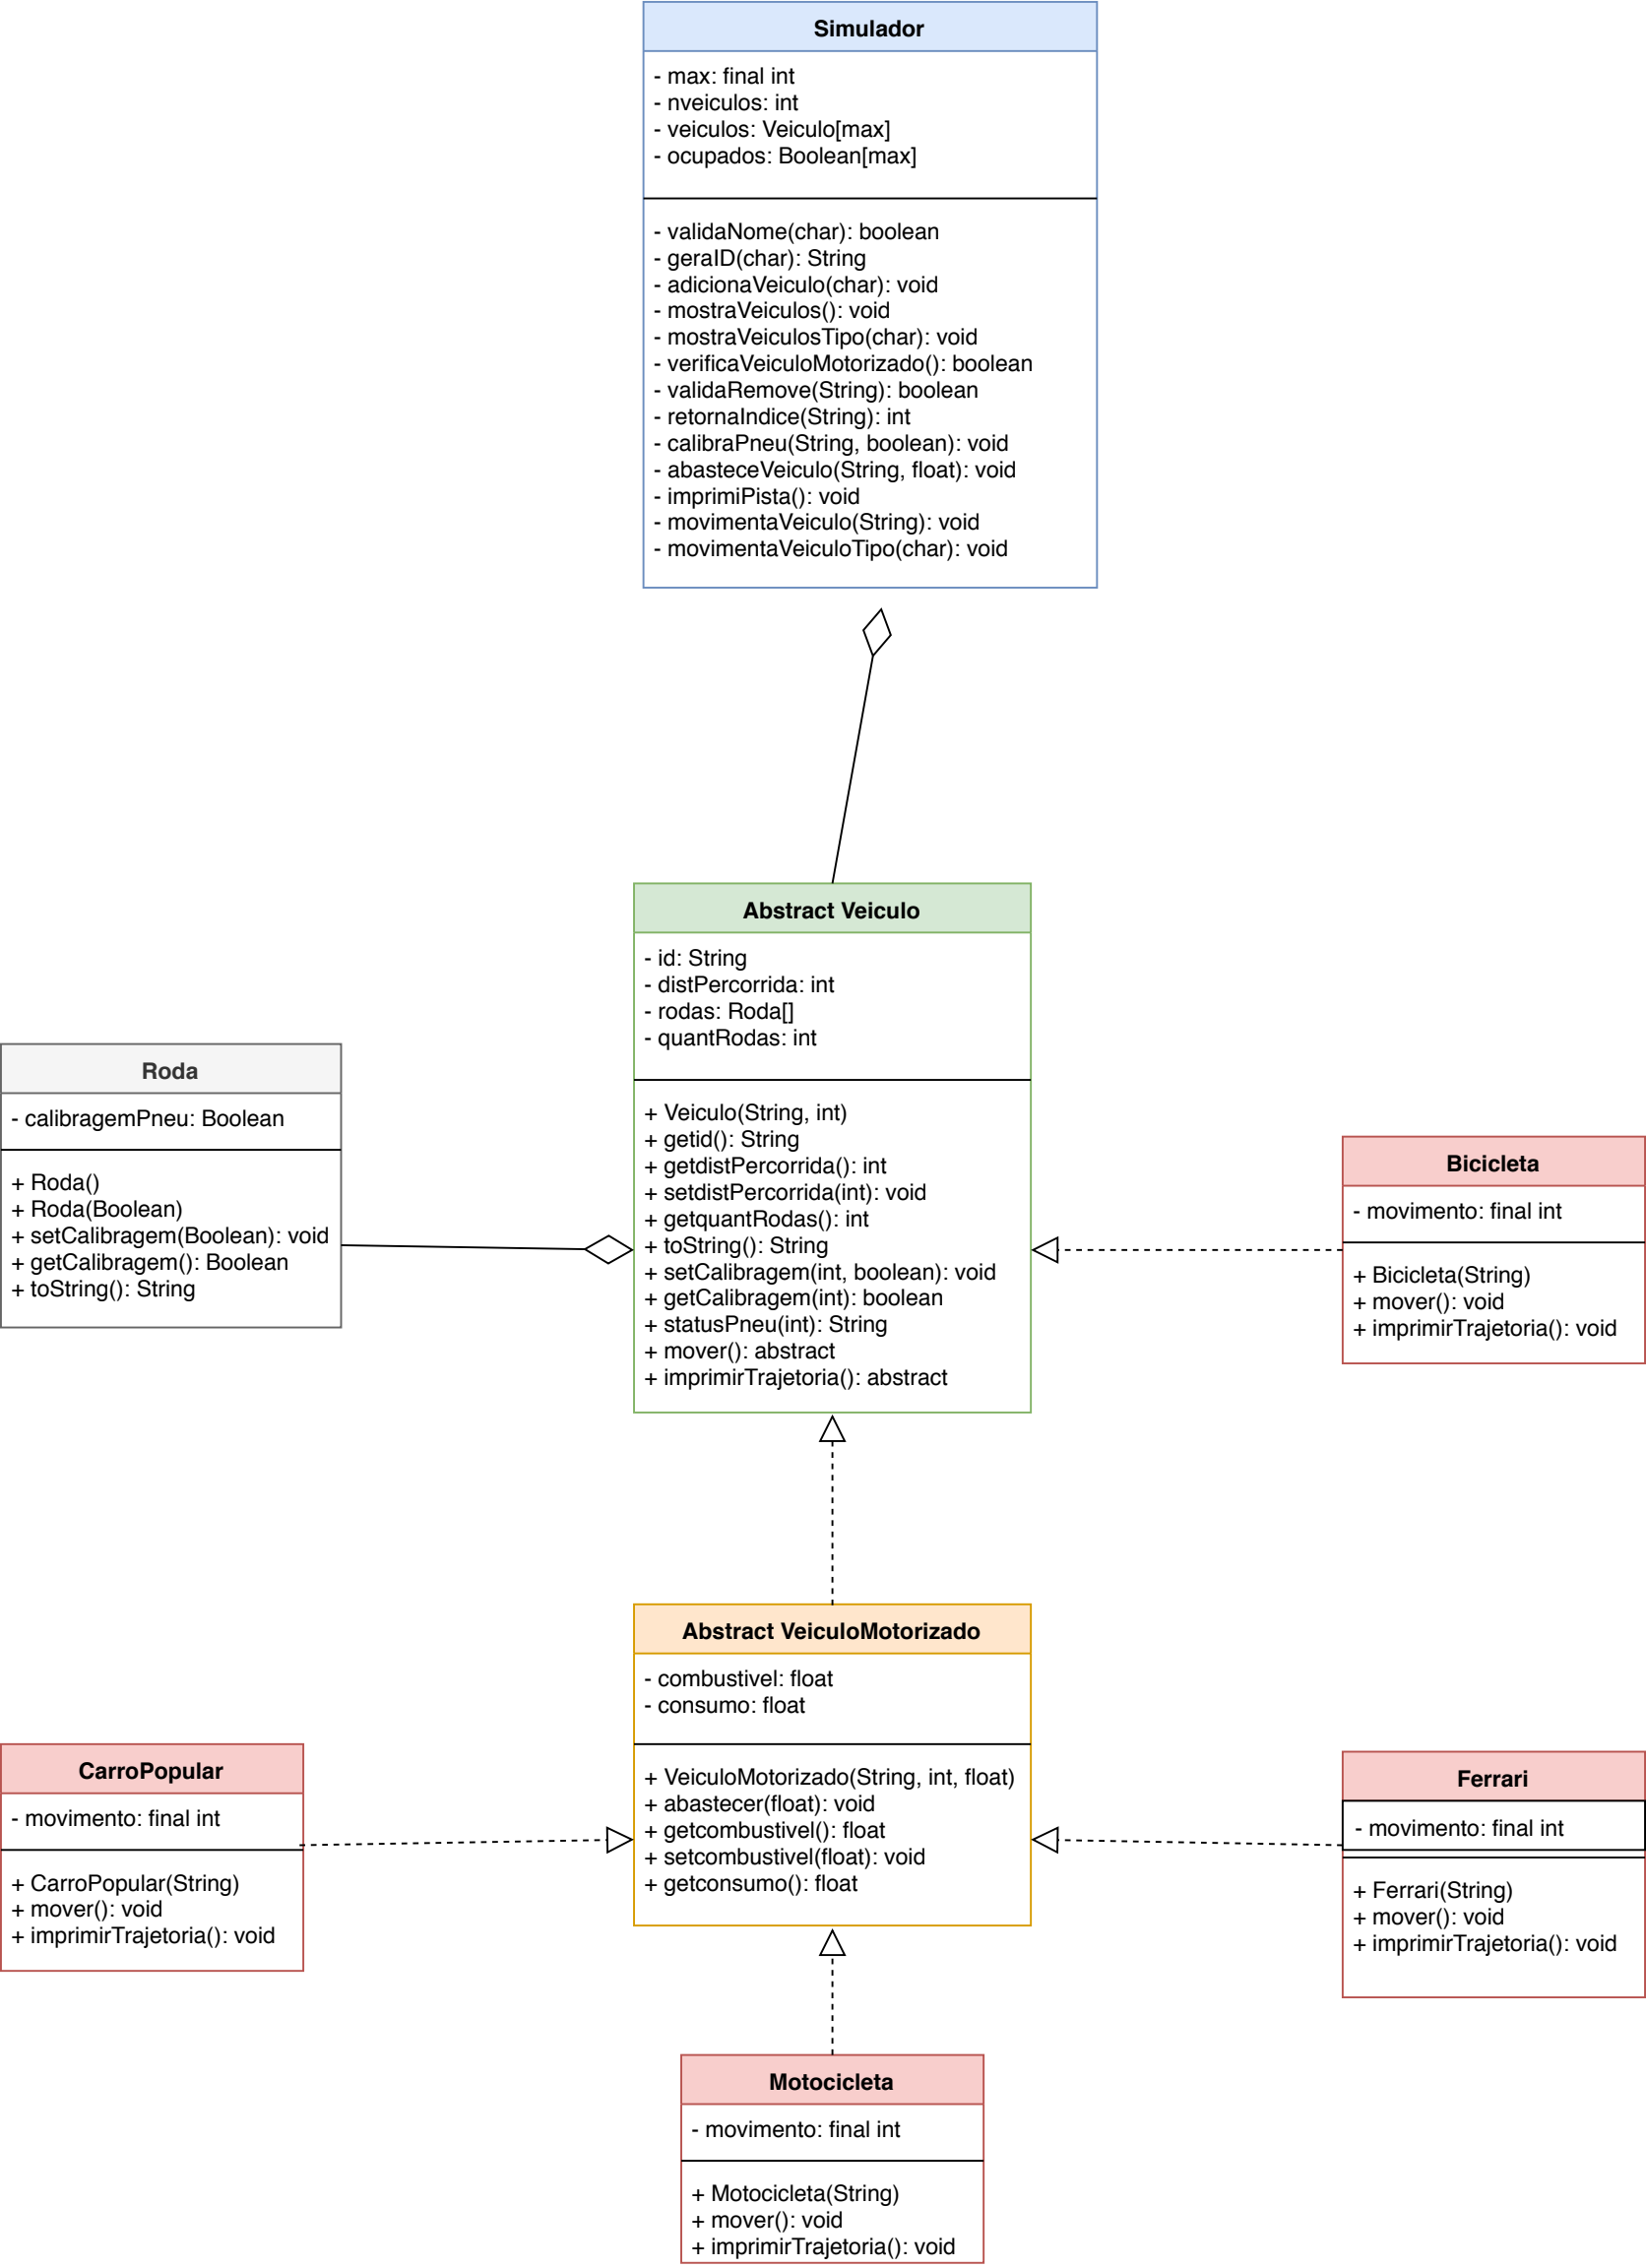 Simulador
- max: final int
- nveiculos: int
- veiculos: Veiculo[max]
- ocupados: Boolean[max]
- validaNome(char): boolean
- geraID(char): String
- adicionaVeiculo(char): void
- mostraVeiculos(): void
- mostraVeiculosTipo(char): void
- verificaVeiculoMotorizado(): boolean
- validaRemove(String): boolean
- retornaIndice(String): int
- calibraPneu(String, boolean): void
- abasteceVeiculo(String, float): void
- imprimiPista(): void
- movimentaVeiculo(String): void
- movimentaVeiculoTipo(char): void
Abstract Veiculo
- id: String
- distPercorrida: int
- rodas: Roda[]
- quantRodas: int
+ Veiculo(String, int)
+ getid(): String
+ getdistPercorrida(): int
+ setdistPercorrida(int): void
+ getquantRodas(): int
+ toString(): String
+ setCalibragem(int, boolean): void
+ getCalibragem(int): boolean
+ statusPneu(int): String
+ mover(): abstract
+ imprimirTrajetoria(): abstract
Roda
- calibragemPneu: Boolean
+ Roda()
+ Roda(Boolean)
+ setCalibragem(Boolean): void
+ getCalibragem(): Boolean
+ toString(): String
Bicicleta
- movimento: final int
+ Bicicleta(String)
+ mover(): void
+ imprimirTrajetoria(): void
Abstract VeiculoMotorizado
- combustivel: float
- consumo: float
+ VeiculoMotorizado(String, int, float)
+ abastecer(float): void
+ getcombustivel(): float
+ setcombustivel(float): void
+ getconsumo(): float
CarroPopular
- movimento: final int
+ CarroPopular(String)
+ mover(): void
+ imprimirTrajetoria(): void
Ferrari
- movimento: final int
+ Ferrari(String)
+ mover(): void
+ imprimirTrajetoria(): void
Motocicleta
- movimento: final int
+ Motocicleta(String)
+ mover(): void
+ imprimirTrajetoria(): void